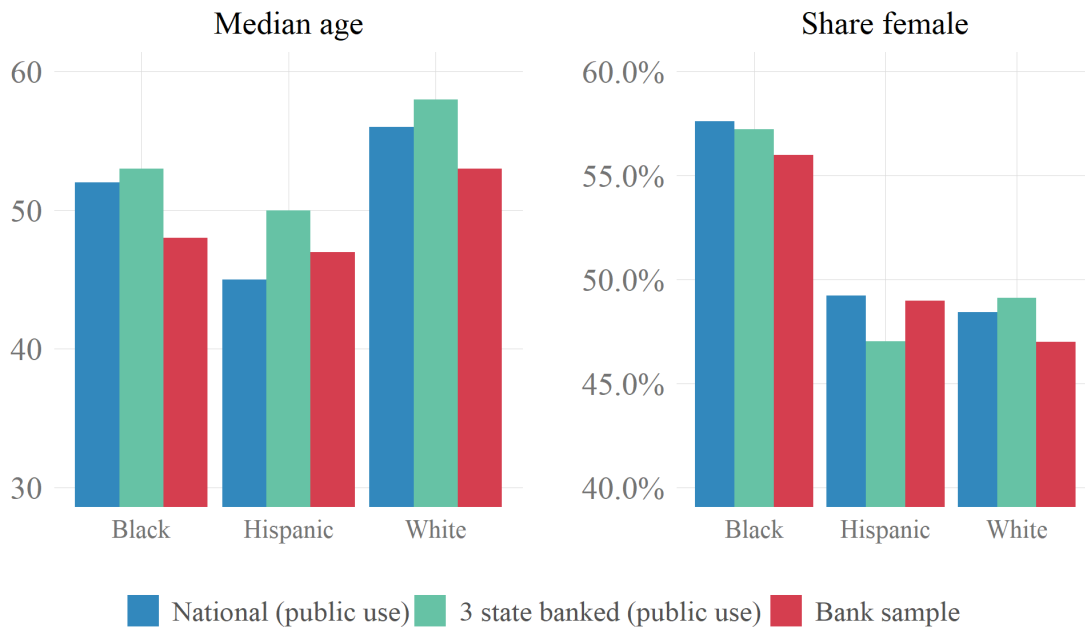 Median age
60
50
40
30
Black Hispanic White
Share female
60.0%
55.0%
50.0%
45.0%
40.0%
Black Hispanic White
National (public use) 3 state banked (public use) Bank sample